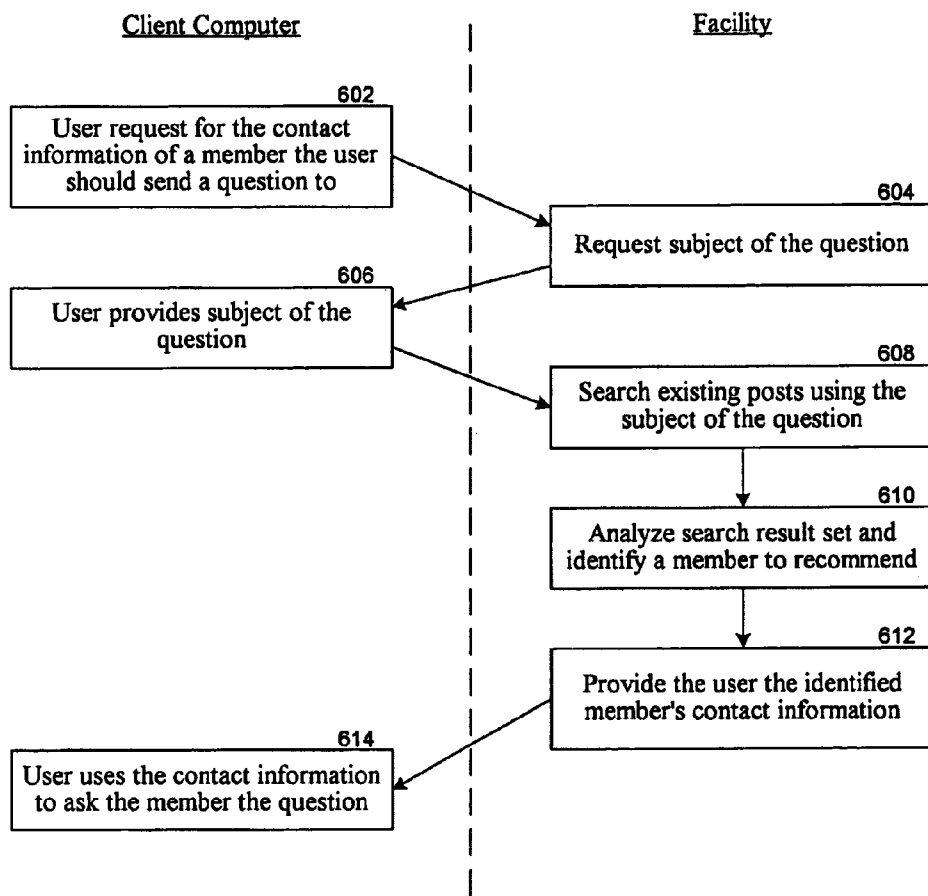 Client Computer
Facility
602
User request for the contact
information of a member the user
should send a question to
604
Request subject of the question
606
User provides subject of the
question
608
Search existing posts using the
subject of the question
610
Analyze search result set and
identify a member to recommend
612
Provide the user the identified
member's contact information
614
User uses the contact information
to ask the member the question